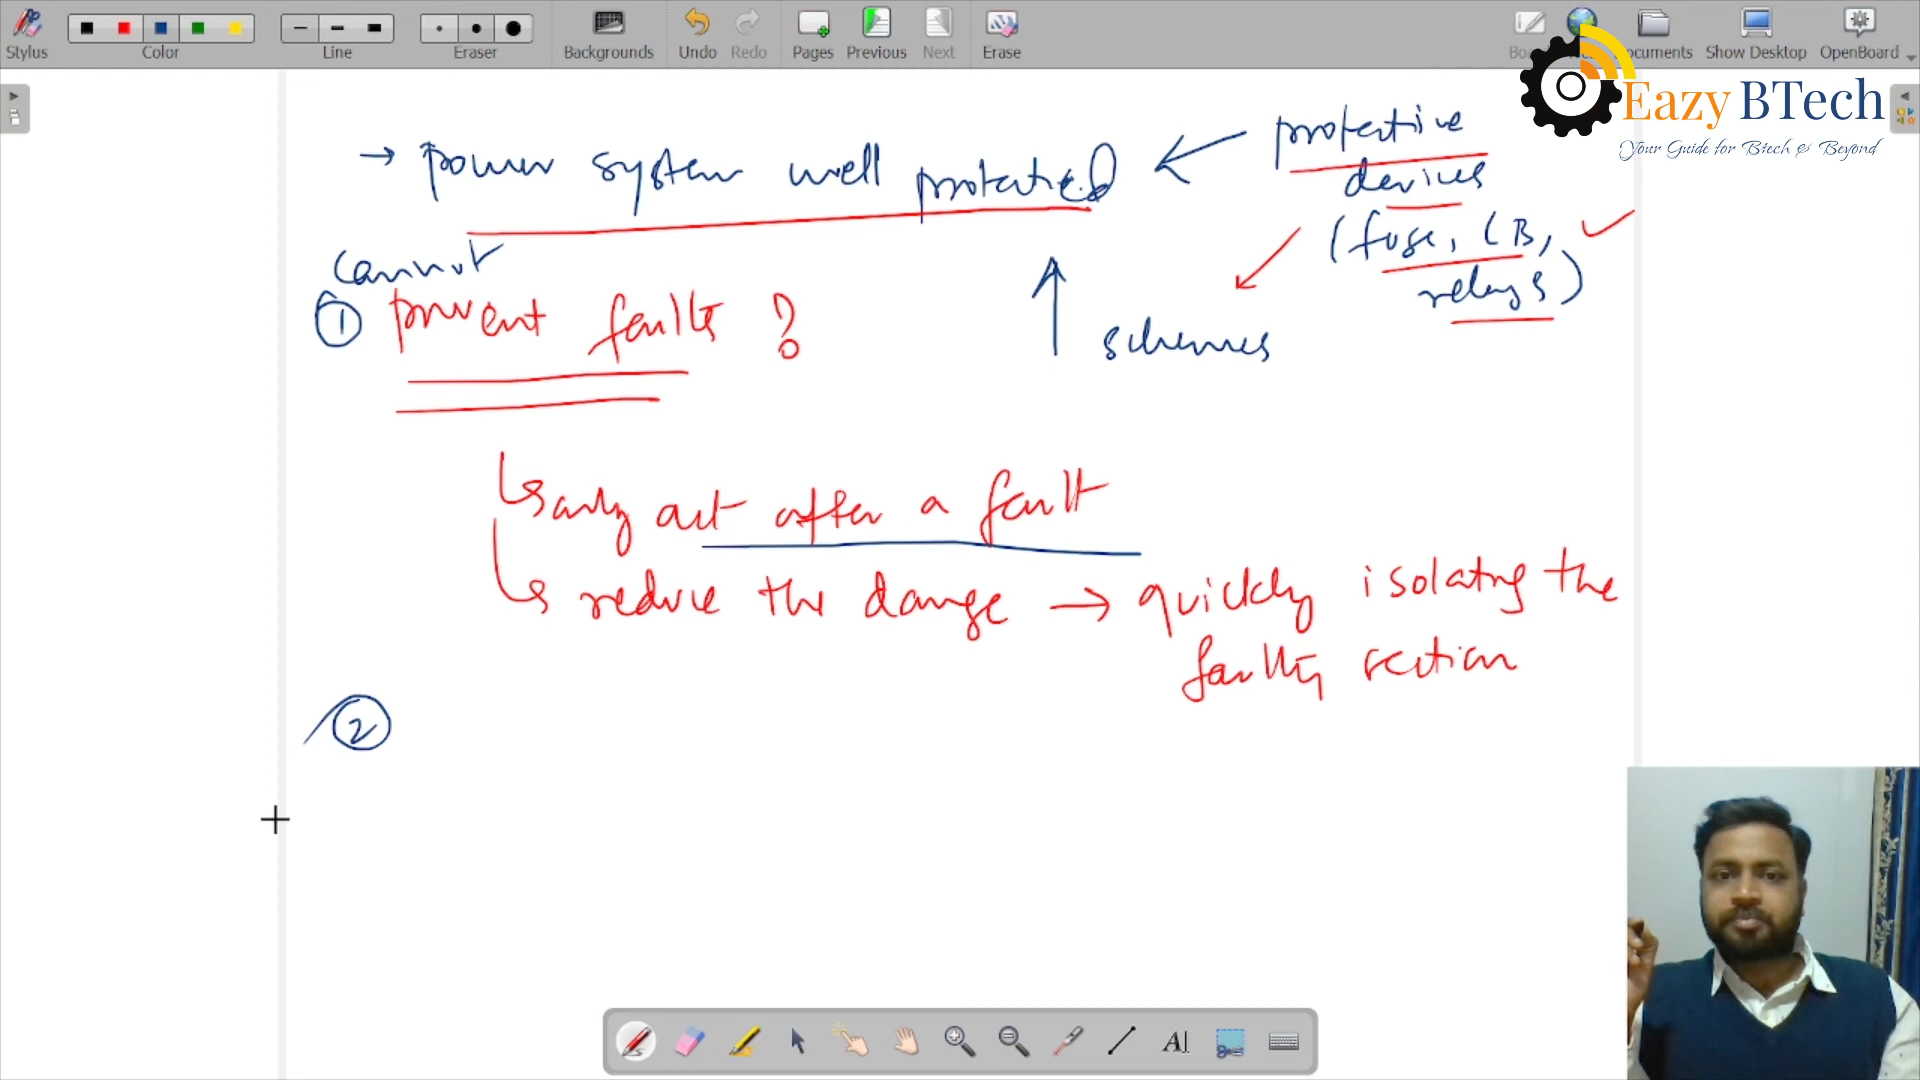 Stylus
Color
Line
Eraser
Backgrounds
Undo
Redo
Pages
Previous
Next
Erase
Show Desktop
OpenBoard
Eazy BTech
Your Guide for Btech & Beyond
→ power system well protected ← protective
devices
(fuse, CB,
relays)
cannot
① prevent faults ?
schemes
only act after a fault
reduce the damage → quickly isolating the
faulty section
②